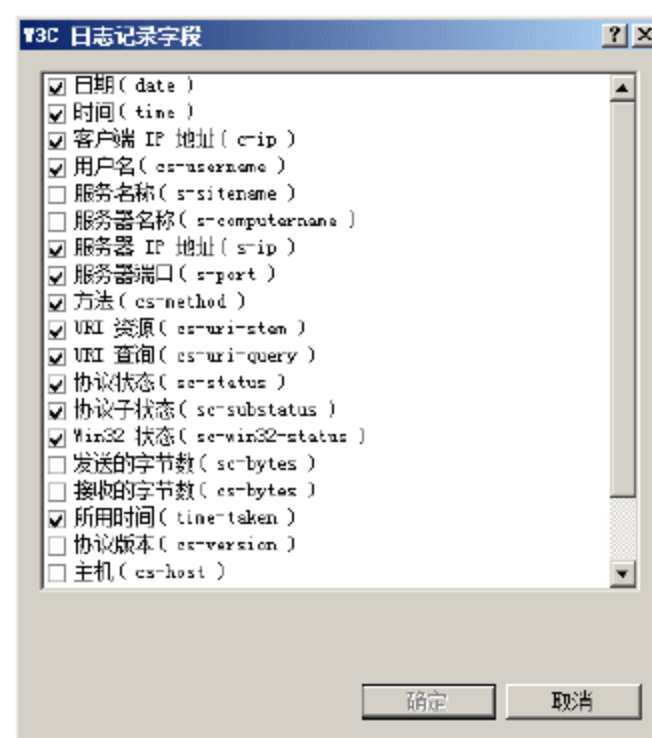 W3C 日志记录字段
日期( date )
时间( time )
客户端 IP 地址( c-ip )
用户名( cs-username )
服务名称( s-sitename )
服务器名称( s-computername )
服务器 IP 地址( s-ip )
服务器端口( s-port )
方法( cs-method )
URI 资源( cs-uri-stem )
URI 查询( cs-uri-query )
协议状态( sc-status )
协议子状态( sc-substatus )
Win32 状态( sc-win32-status )
发送的字节数( sc-bytes )
接收的字节数( cs-bytes )
所用时间( time-taken )
协议版本( cs-version )
主机( cs-host )
确定 取消